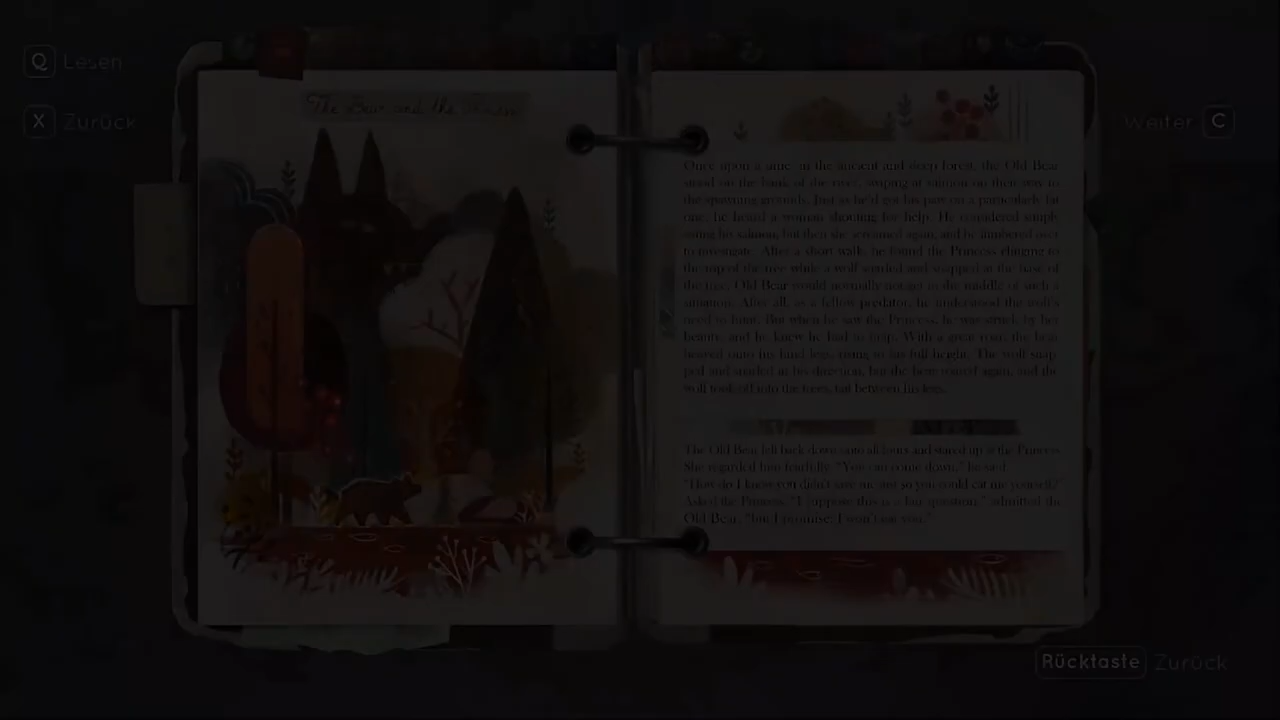 Q Lesen
X Zurück
Weiter C
The Bear and the
Once upon a time in the ancient and deep forest, the Old Bear
stood on the bank of the river, swiping at salmon on their way to
the spawning grounds. Just as he'd got his paw on a particularly fat
one, he heard a woman shouting for help. He considered simply
eating his salmon, but then she screamed again, and he lumbered over
to investigate. After a short walk, he found the Princess clinging to
the top of the tree while a wolf snarled and snapped at the base of
the tree. Old Bear would normally not get in the middle of such a
situation. After all, as a fellow predator, he understood the wolf's
need to hunt. But when he saw the Princess, he was struck by her
beauty, and he knew he had to help. With a great roar, the bear
heaved onto his hind legs, rising to his full height. The wolf snap-
ped and snarled in his direction, but the bear roared again, and the
wolf took off into the trees, tail between his legs.
The Old Bear fell back down onto all fours and stared up at the Princess
She regarded him fearfully. "You can come down," he said.
"How do I know you didn't save me just so you could eat me yourself?"
Asked the Princess. "I suppose this is a fair question," admitted the
Old Bear, "but I promise, I won't eat you."
Rücktaste Zurück